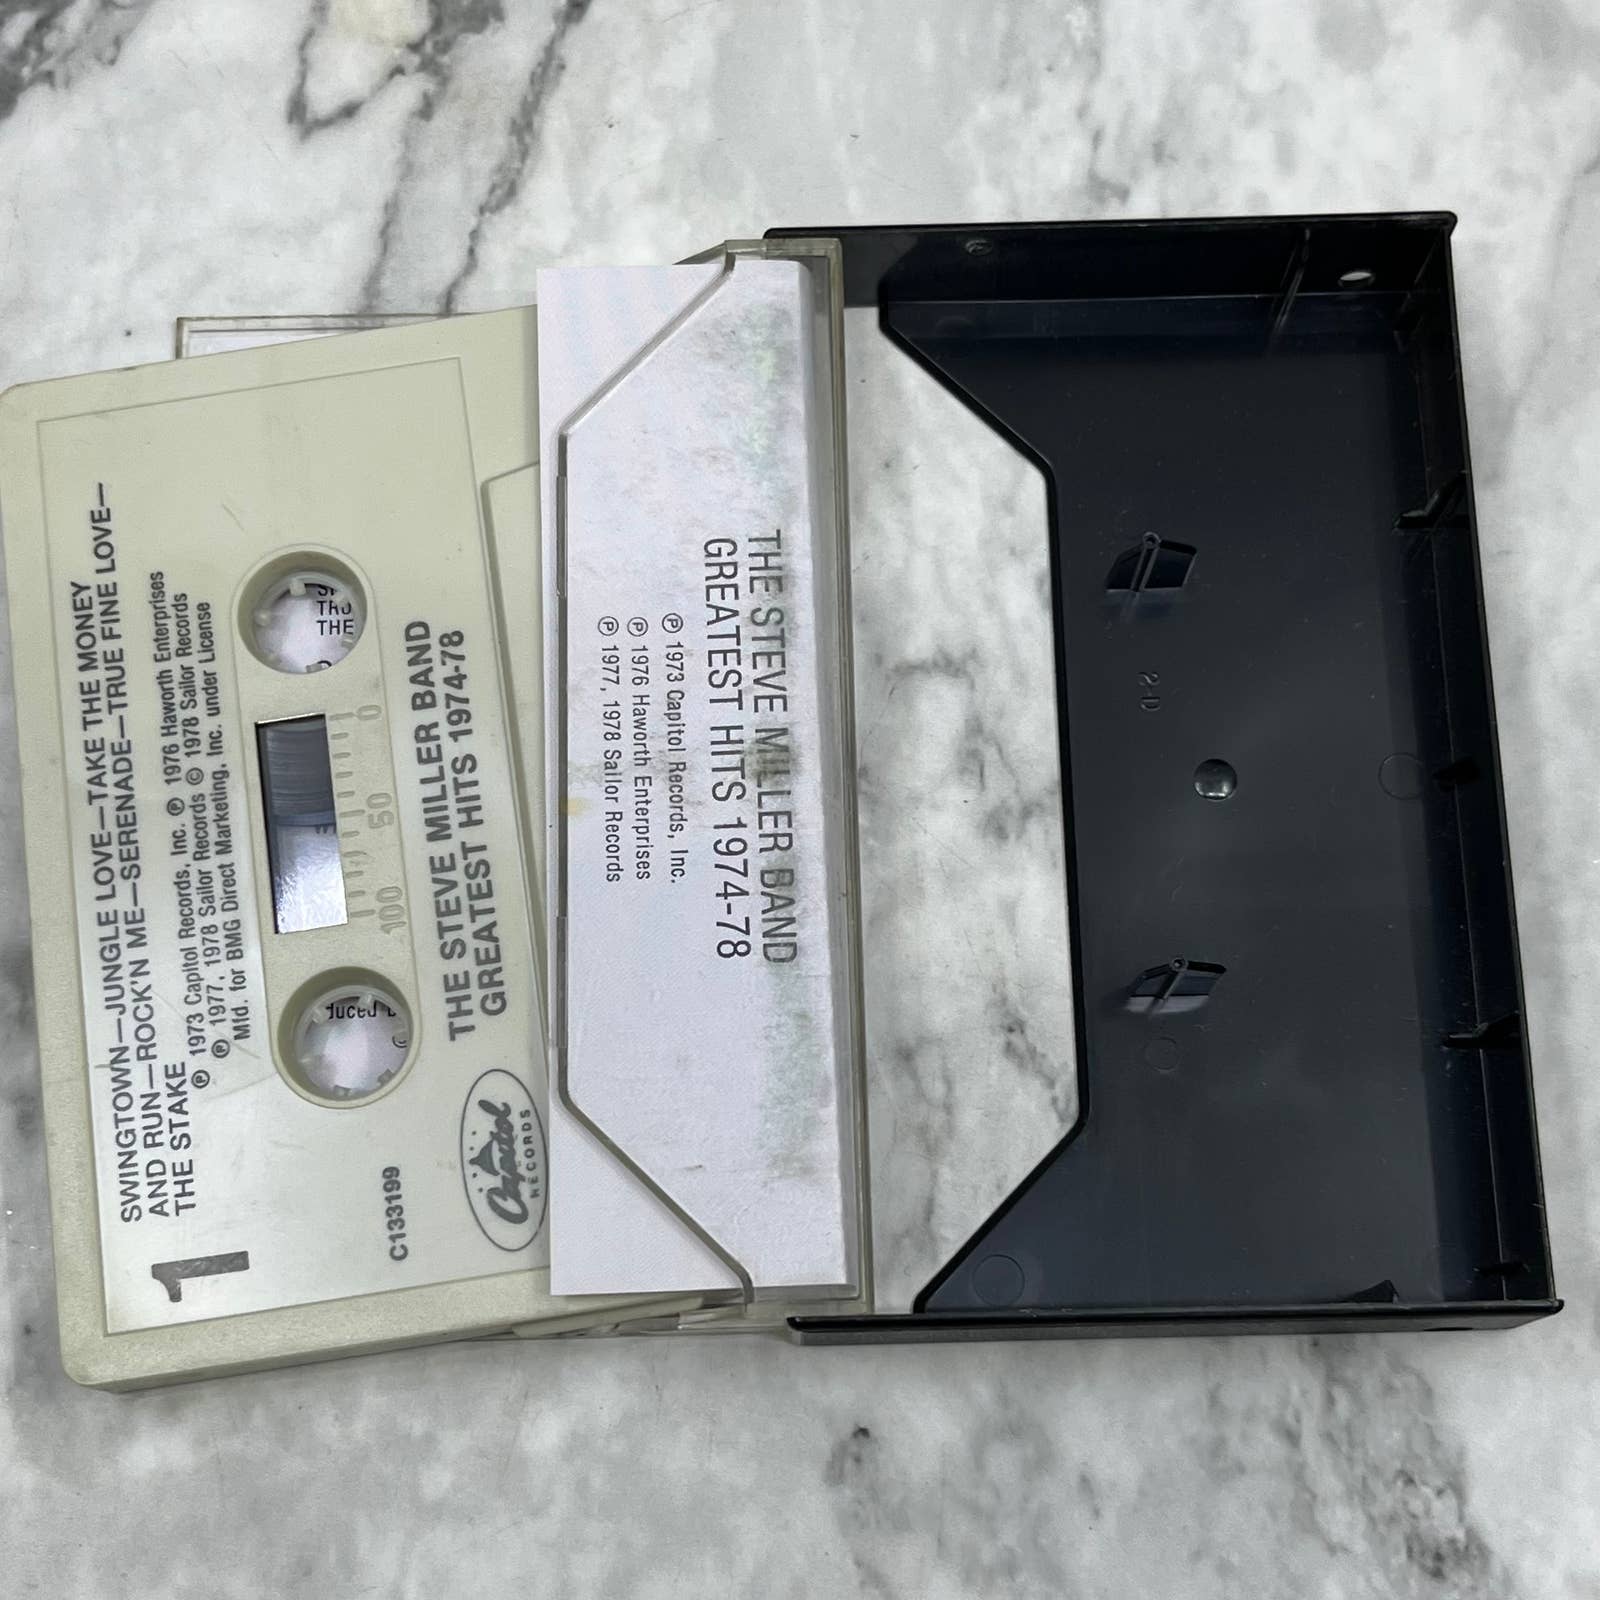 1
SWINGTOWN—JUNGLE LOVE—TAKE THE MONEY
AND RUN—ROCK'N ME—SERENADE—TRUE FINE LOVE—
THE STAKE
℗ 1973 Capitol Records, Inc. ℗ 1976 Haworth Enterprises
℗ 1977, 1978 Sailor Records © 1978 Sailor Records
Mfd. for BMG Direct Marketing, Inc. under License
THE
0
50
100
C133199
THE STEVE MILLER BAND
GREATEST HITS 1974-78
Capitol
RECORDS
THE STEVE MILLER BAND
GREATEST HITS 1974-78
℗ 1973 Capitol Records, Inc.
℗ 1976 Haworth Enterprises
℗ 1977, 1978 Sailor Records
2-D